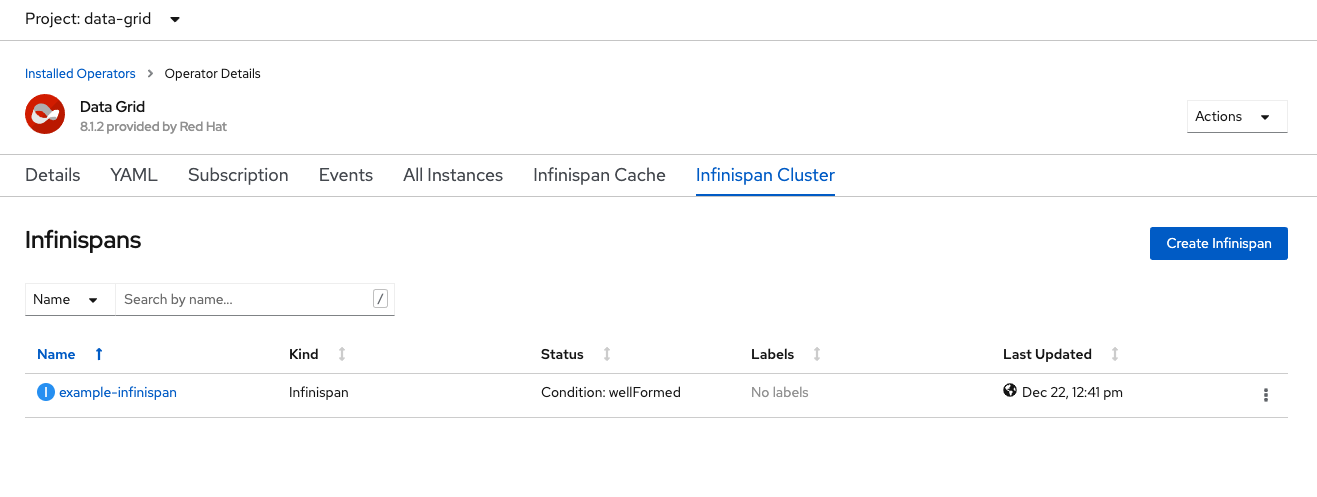 Project: data-grid
Installed Operators Operator Details
Data Grid
8.1.2 provided by Red Hat
Actions
Details YAML Subscription Events All Instances Infinispan Cache Infinispan Cluster
Infinispans
Create Infinispan
Name Search by name... /
Name Kind Status Labels Last Updated
I example-infinispan Infinispan Condition: wellFormed No labels Dec 22, 12:41 pm